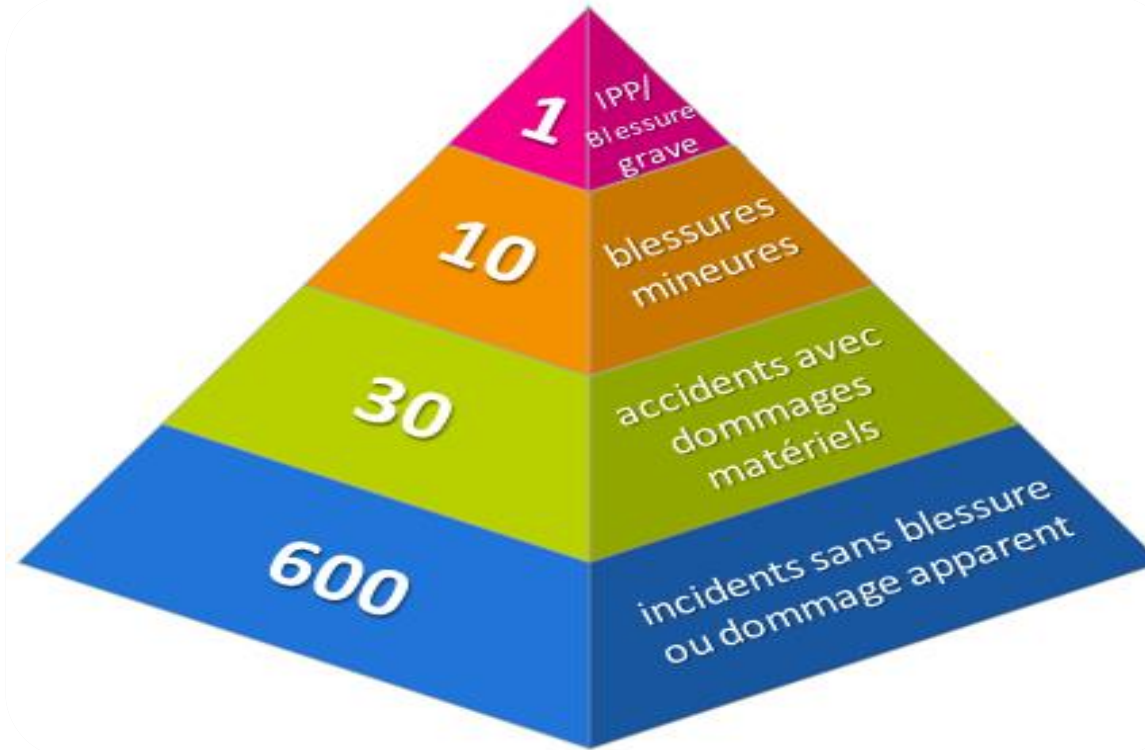 1
IPP/
Blessure
grave
10
blessures
mineures
30
accidents avec
dommages
matériels
600
incidents sans blessure
ou dommage apparent